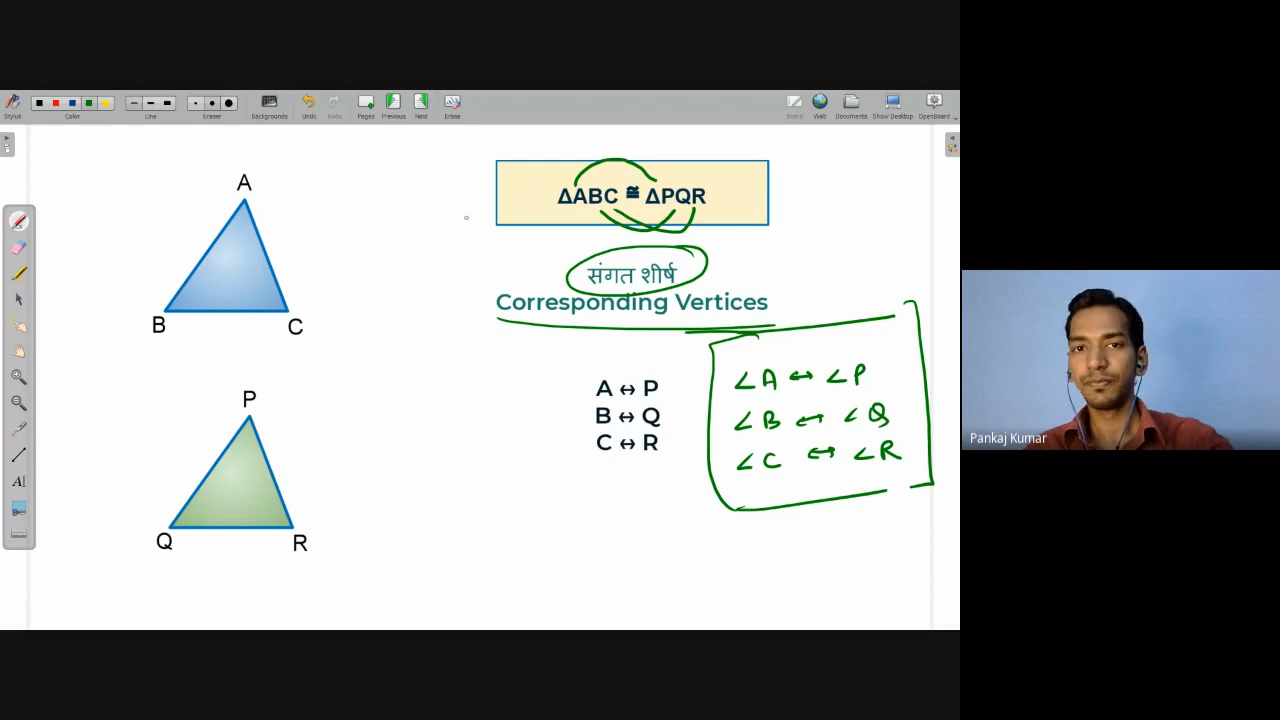 Stylus
Color
Line
Eraser
Backgrounds
Undo
Redo
Pages
Previous
Next
Erase
Board
Web
Documents
Show Desktop
OpenBoard
A
B
C
P
Q
R
ΔABC ≅ ΔPQR
संगत शीर्ष
Corresponding Vertices
A ↔ P
B ↔ Q
C ↔ R
∠A ↔ ∠P
∠B ↔ ∠Q
∠C ↔ ∠R
AI
Pankaj Kumar